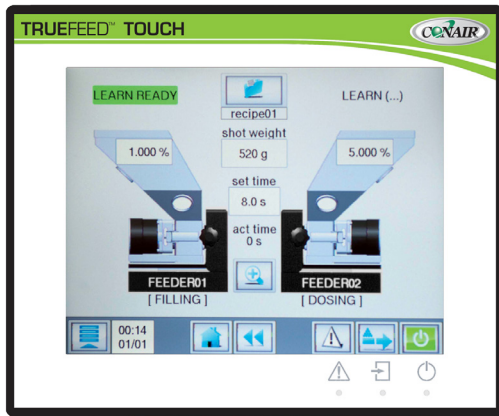 TRUEFEED™ TOUCH
CONAIR
LEARN READY
LEARN (...)
recipe01
shot weight
1.000 %
520 g
5.000 %
set time
8.0 s
act time
0 s
FEEDER01
FEEDER02
[ FILLING ]
[ DOSING ]
00:14
01/01